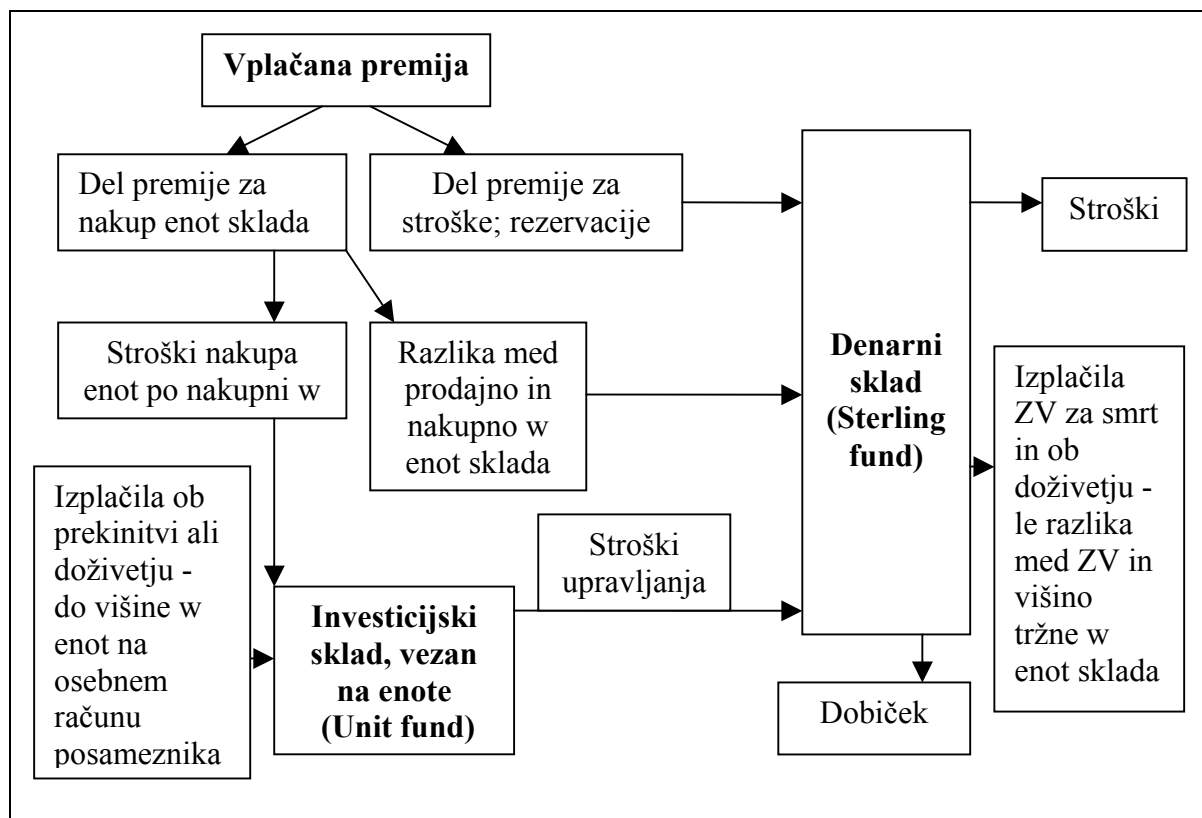 Vplačana premija
Del premije za
nakup enot sklada
Del premije za
stroške; rezervacije
Stroški
Stroški nakupa
enot po nakupni w
Razlika med
prodajno in
nakupno w
enot sklada
Denarni
sklad
(Sterling
fund)
Izplačila
ZV za smrt
in ob
doživetju -
le razlika
med ZV in
višino
tržne w
enot sklada
Izplačila ob
prekinitvi ali
doživetju -
do višine w
enot na
osebnem
računu
posameznika
Stroški
upravljanja
Investicijski
sklad, vezan
na enote
(Unit fund)
Dobiček